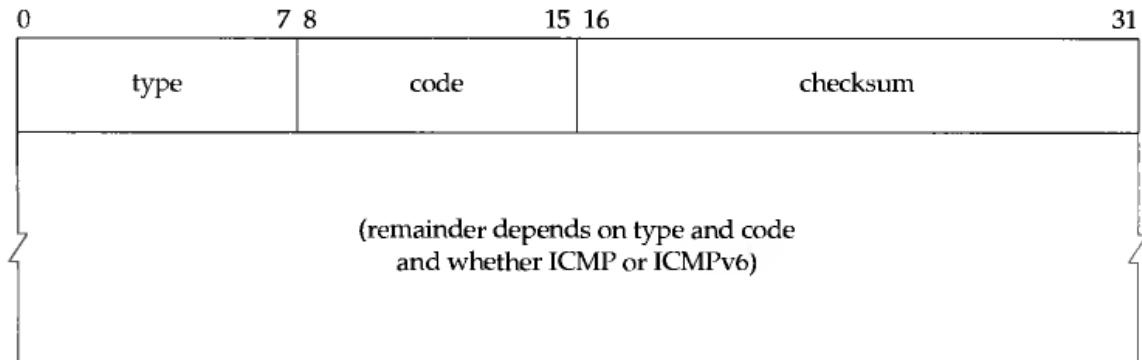 0 7 8 15 16 31
type code checksum
(remainder depends on type and code
and whether ICMP or ICMPv6)